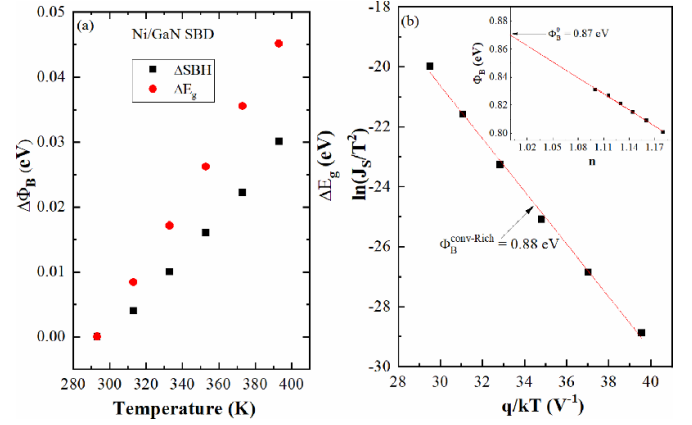 (a)
Ni/GaN SBD
ΔSBH
ΔE_g
0.05
0.04
0.03
0.02
0.01
0.00
ΔΦ_B (eV)
ΔE_g (eV)
280 300 320 340 360 380 400
Temperature (K)
(b)
-20
-22
-24
-26
-28
-30
ln(J_S/T²)
Φ_B^conv-Rich = 0.88 eV
28 30 32 34 36 38 40
q/kT (V⁻¹)
0.88
0.86
0.84
0.82
0.80
Φ_B (eV)
= 0.87 eV
1.02 1.05 1.08 1.11 1.14 1.17
n